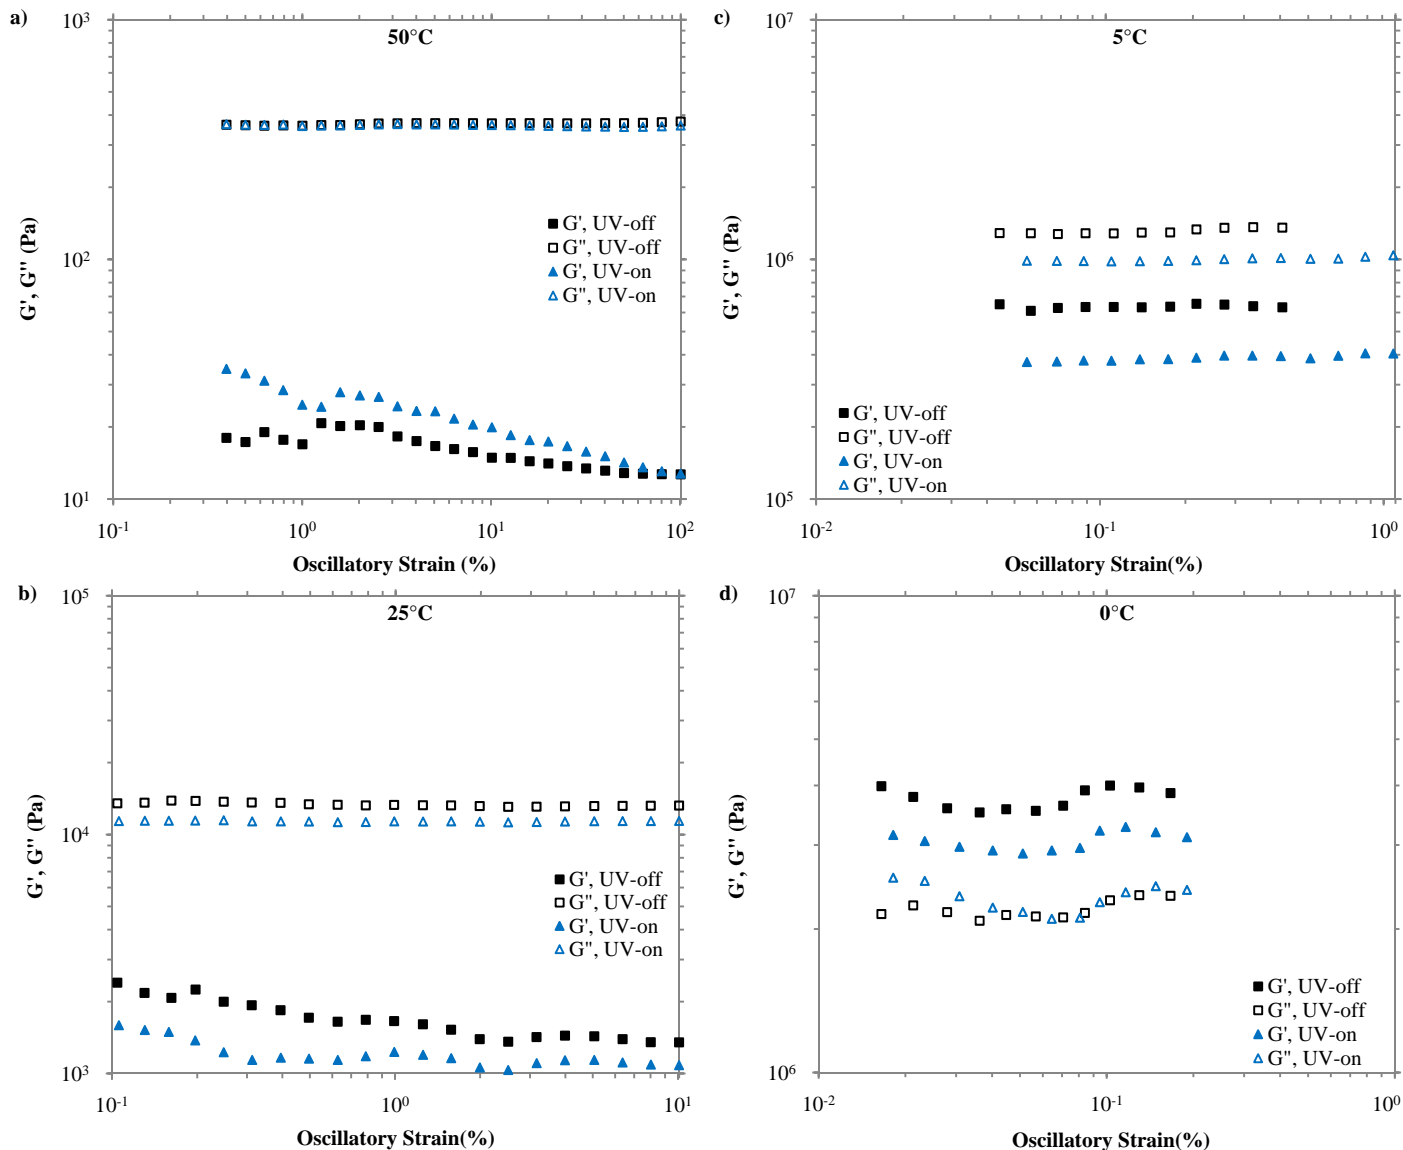 a)
50°C
10³
10²
10¹
G', G'' (Pa)
G', UV-off
G'', UV-off
G', UV-on
G'', UV-on
10⁻¹ 10⁰ 10¹ 10²
Oscillatory Strain (%)
c)
5°C
10⁷
10⁶
10⁵
G', G'' (Pa)
G', UV-off
G'', UV-off
G', UV-on
G'', UV-on
10⁻² 10⁻¹ 10⁰
Oscillatory Strain(%)
b)
25°C
10⁵
10⁴
10³
G', G'' (Pa)
G', UV-off
G'', UV-off
G', UV-on
G'', UV-on
10⁻¹ 10⁰ 10¹
Oscillatory Strain(%)
d)
0°C
10⁷
10⁶
G', G'' (Pa)
G', UV-off
G'', UV-off
G', UV-on
G'', UV-on
10⁻² 10⁻¹ 10⁰
Oscillatory Strain(%)